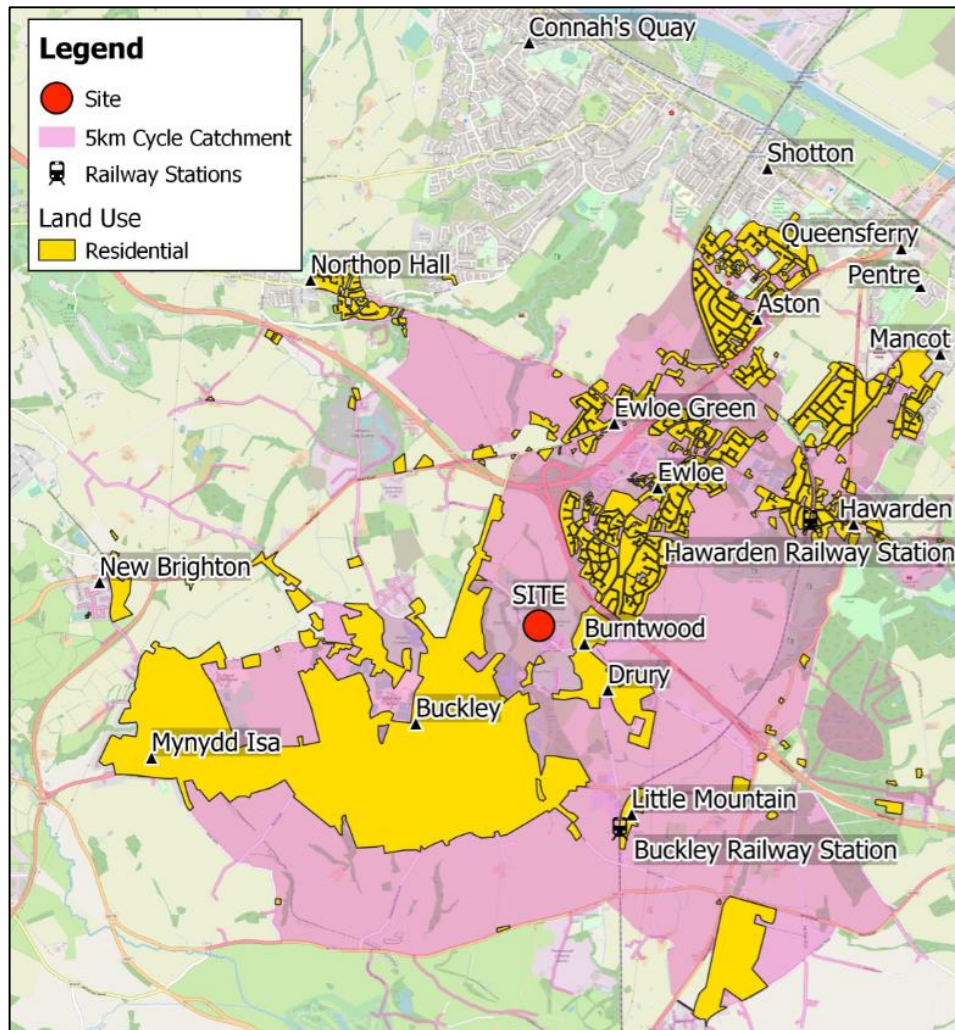 Legend
Site
5km Cycle Catchment
Railway Stations
Land Use
Residential
Connah's Quay
Shotton
Queensferry
Northop Hall
Pentre
Aston
Mancot
Ewloe Green
Ewloe
Hawarden
Hawarden Railway Station
New Brighton
SITE
Burntwood
Drury
Buckley
Mynydd Isa
Little Mountain
Buckley Railway Station